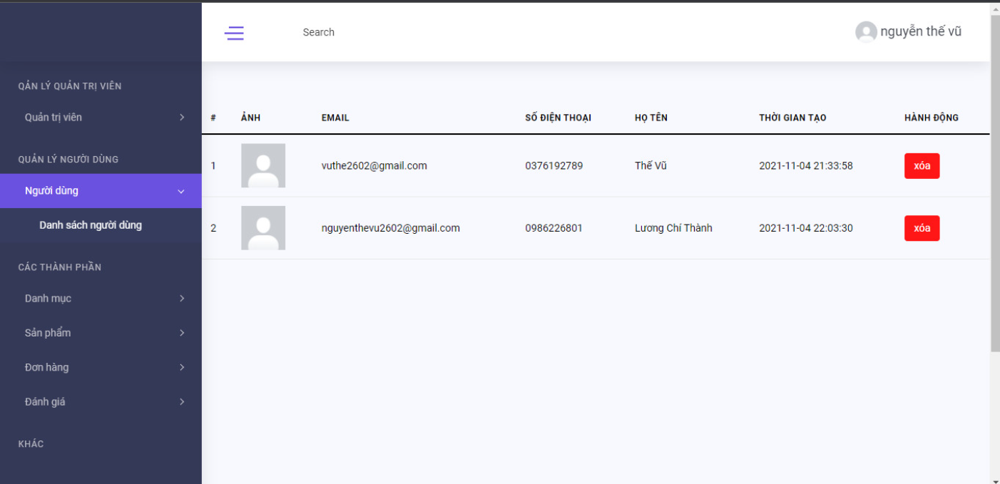 Search
nguyễn thế vũ
QẢN LÝ QUẢN TRỊ VIÊN
Quản trị viên
QUẢN LÝ NGƯỜI DÙNG
Người dùng
Danh sách người dùng
CÁC THÀNH PHẦN
Danh mục
Sản phẩm
Đơn hàng
Đánh giá
KHÁC
# ẢNH EMAIL SỐ ĐIỆN THOẠI HỌ TÊN THỜI GIAN TẠO HÀNH ĐỘNG
1 vuthe2602@gmail.com 0376192789 Thế Vũ 2021-11-04 21:33:58 xóa
2 nguyenthevu2602@gmail.com 0986226801 Lương Chí Thành 2021-11-04 22:03:30 xóa